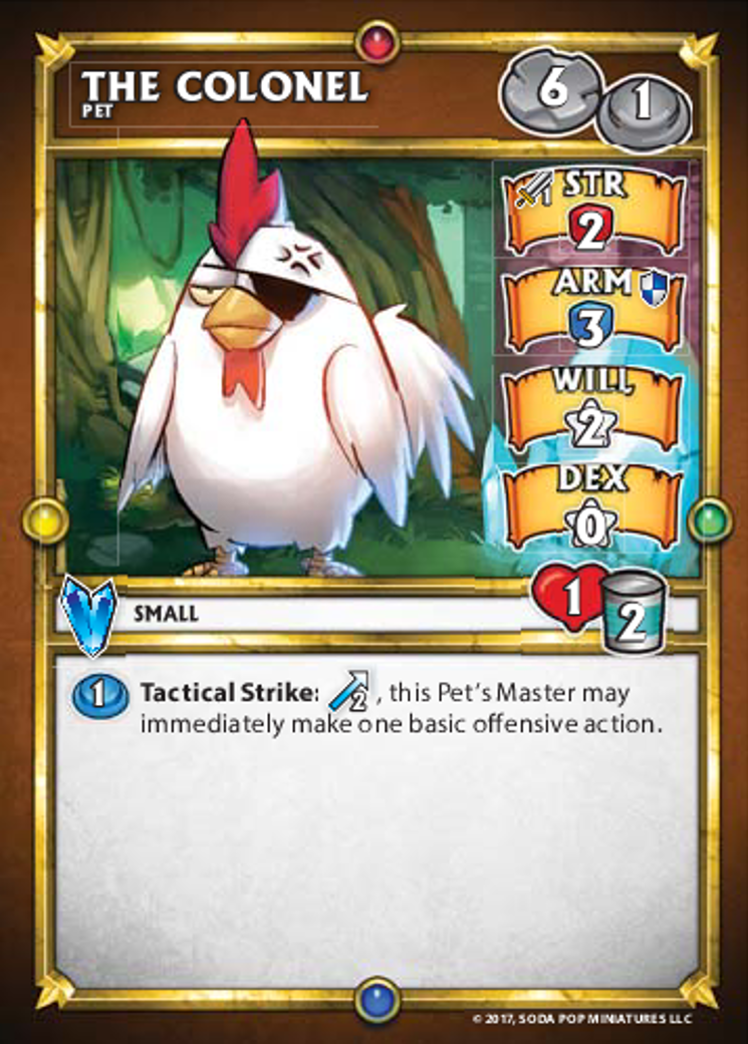 THE COLONEL
PET
6 1
1 STR
2
ARM
3
WILL
2
DEX
0
SMALL
1 2
1 Tactical Strike: 2 , this Pet's Master may
immediately make one basic offensive action.
© 2017, SODA POP MINIATURES LLC